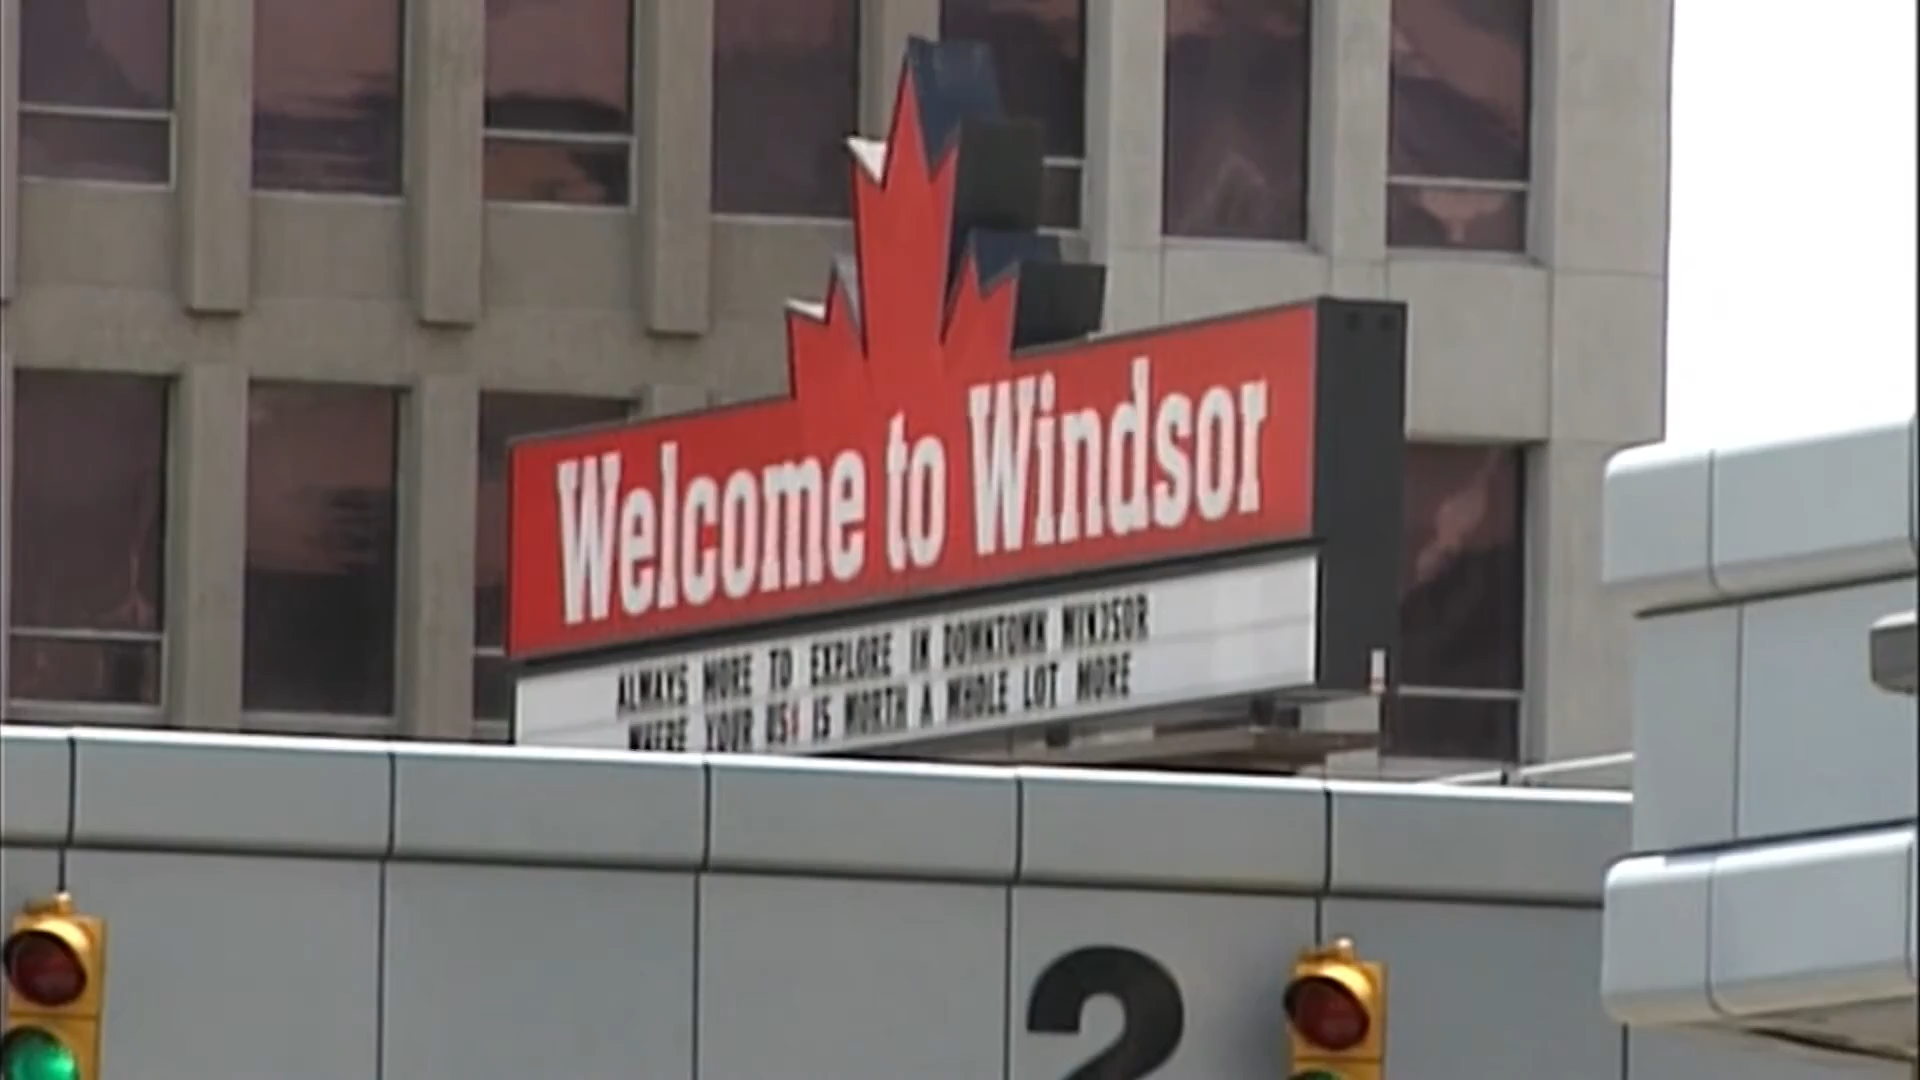 Welcome to Windsor
ALWAYS MORE TO EXPLORE IN DOWNTOWN WINDSOR
WHERE YOUR US$ IS WORTH A WHOLE LOT MORE
2